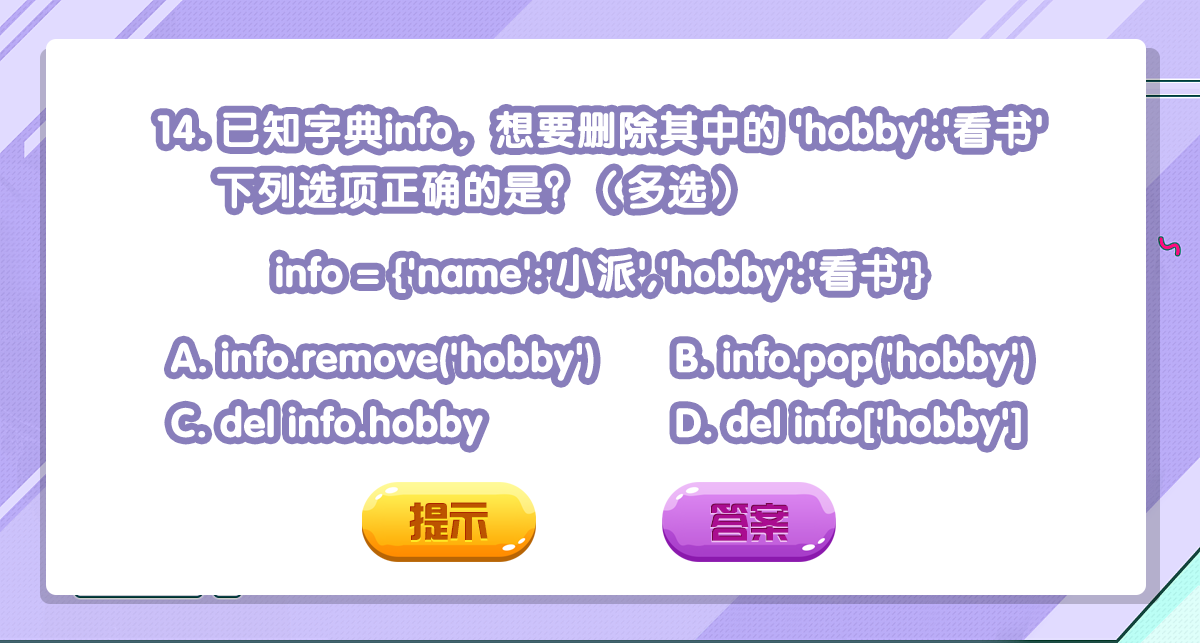 14. 已知字典info，想要删除其中的 'hobby':'看书'
下列选项正确的是？（多选）
info = {'name':'小派','hobby':'看书'}
A. info.remove('hobby')
B. info.pop('hobby')
C. del info.hobby
D. del info['hobby']
提示
答案